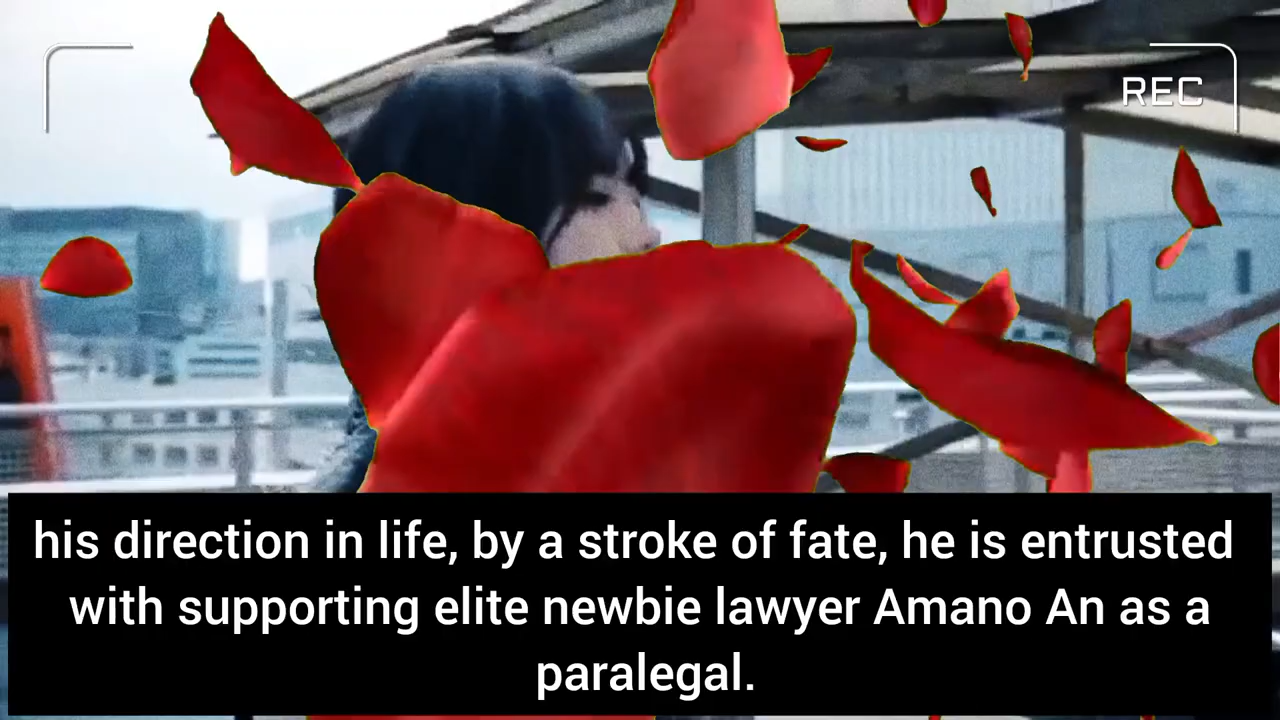 REC
his direction in life, by a stroke of fate, he is entrusted
with supporting elite newbie lawyer Amano An as a
paralegal.